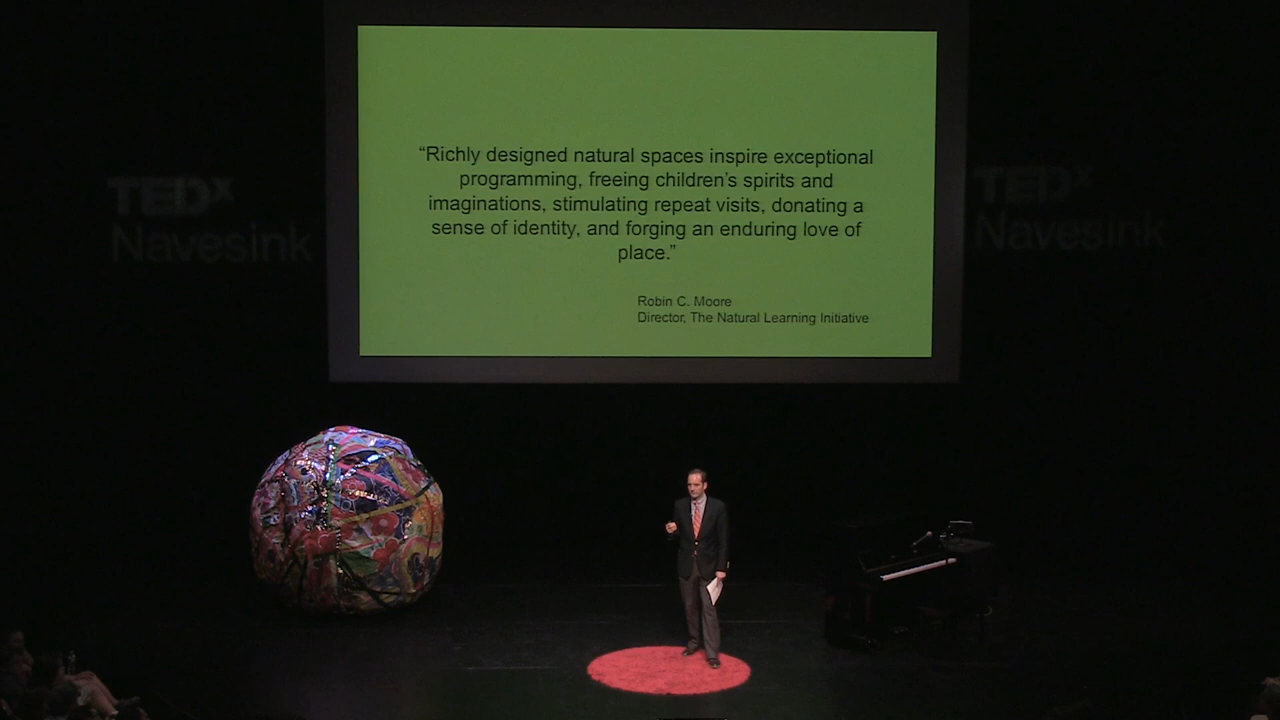 “Richly designed natural spaces inspire exceptional
programming, freeing children’s spirits and
imaginations, stimulating repeat visits, donating a
sense of identity, and forging an enduring love of
place.”
Robin C. Moore
Director, The Natural Learning Initiative
TEDx
Navesink
TEDx
Navesink